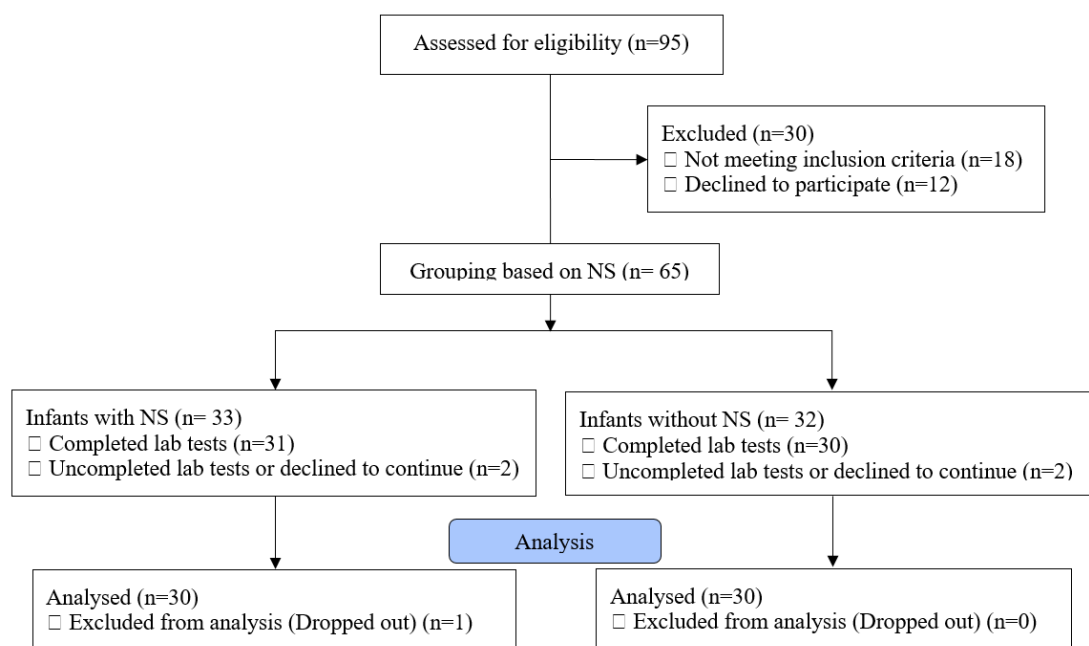 Assessed for eligibility (n=95)
Excluded (n=30)
□ Not meeting inclusion criteria (n=18)
□ Declined to participate (n=12)
Grouping based on NS (n= 65)
Infants with NS (n= 33)
□ Completed lab tests (n=31)
□ Uncompleted lab tests or declined to continue (n=2)
Infants without NS (n= 32)
□ Completed lab tests (n=30)
□ Uncompleted lab tests or declined to continue (n=2)
Analysis
Analysed (n=30)
□ Excluded from analysis (Dropped out) (n=1)
Analysed (n=30)
□ Excluded from analysis (Dropped out) (n=0)